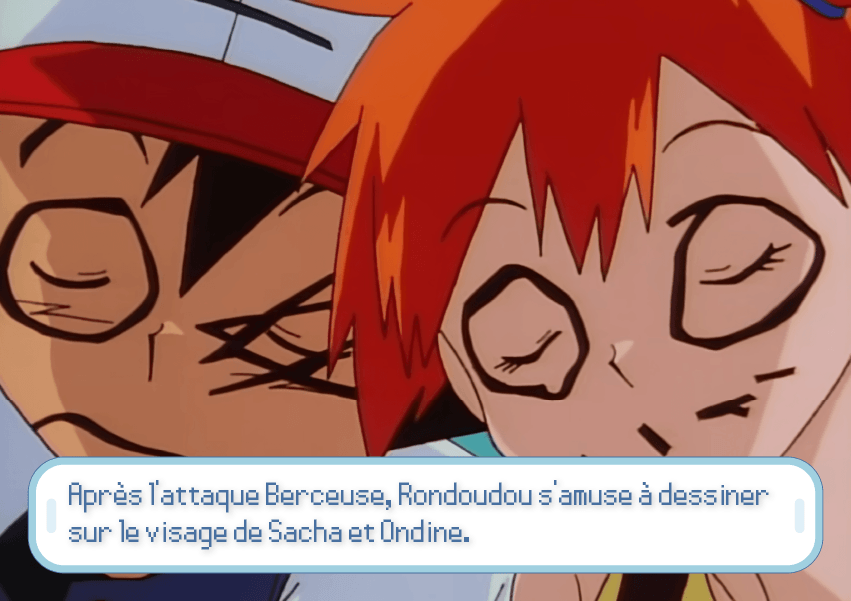 Après l'attaque Berceuse, Rondoudou s'amuse à dessiner
sur le visage de Sacha et Ondine.